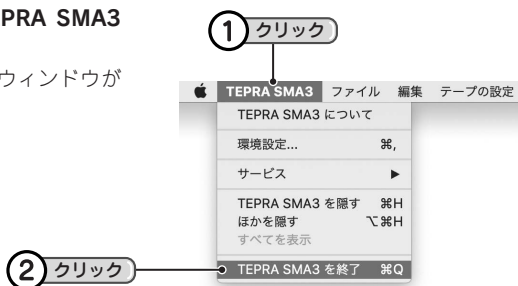 PRA SMA3
ウィンドウが
1 クリック
TEPRA SMA3 ファイル 編集 テープの設定
TEPRA SMA3 について
環境設定... ⌘,
サービス ▶
TEPRA SMA3 を隠す ⌘H
ほかを隠す ⌥⌘H
すべてを表示
2 クリック
TEPRA SMA3 を終了 ⌘Q